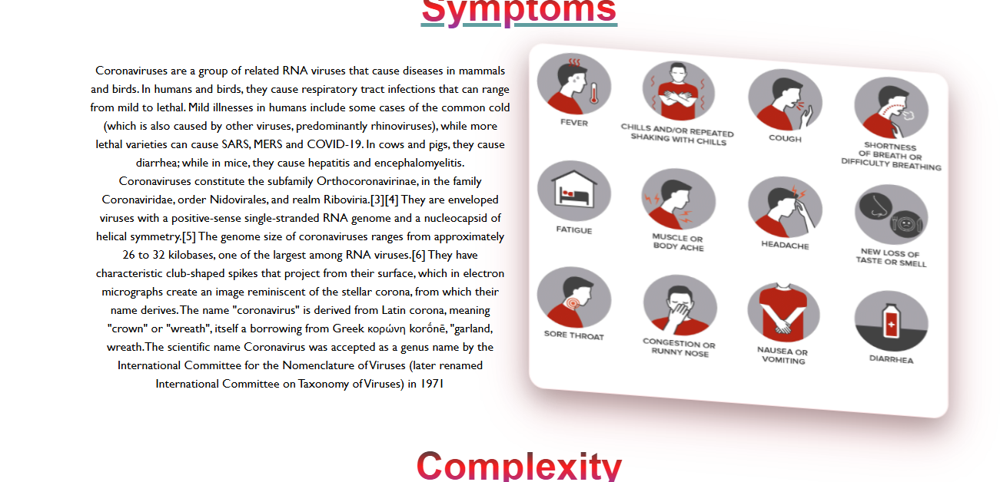 Symptoms
Coronaviruses are a group of related RNA viruses that cause diseases in mammals
and birds. In humans and birds, they cause respiratory tract infections that can range
from mild to lethal. Mild illnesses in humans include some cases of the common cold
(which is also caused by other viruses, predominantly rhinoviruses), while more
lethal varieties can cause SARS, MERS and COVID-19. In cows and pigs, they cause
diarrhea; while in mice, they cause hepatitis and encephalomyelitis.
Coronaviruses constitute the subfamily Orthocoronavirinae, in the family
Coronaviridae, order Nidovirales, and realm Riboviria.[3][4] They are enveloped
viruses with a positive-sense single-stranded RNA genome and a nucleocapsid of
helical symmetry.[5] The genome size of coronaviruses ranges from approximately
26 to 32 kilobases, one of the largest among RNA viruses.[6] They have
characteristic club-shaped spikes that project from their surface, which in electron
micrographs create an image reminiscent of the stellar corona, from which their
name derives.The name "coronavirus" is derived from Latin corona, meaning
"crown" or "wreath", itself a borrowing from Greek κορώνη korṓnē, "garland,
wreath.The scientific name Coronavirus was accepted as a genus name by the
International Committee for the Nomenclature of Viruses (later renamed
International Committee on Taxonomy of Viruses) in 1971
FEVER
CHILLS AND/OR REPEATED
SHAKING WITH CHILLS
COUGH
SHORTNESS
OF BREATH OR
DIFFICULTY BREATHING
FATIGUE
MUSCLE OR
BODY ACHE
HEADACHE
NEW LOSS OF
TASTE OR SMELL
SORE THROAT
CONGESTION OR
RUNNY NOSE
NAUSEA OR
VOMITING
DIARRHEA
Complexity